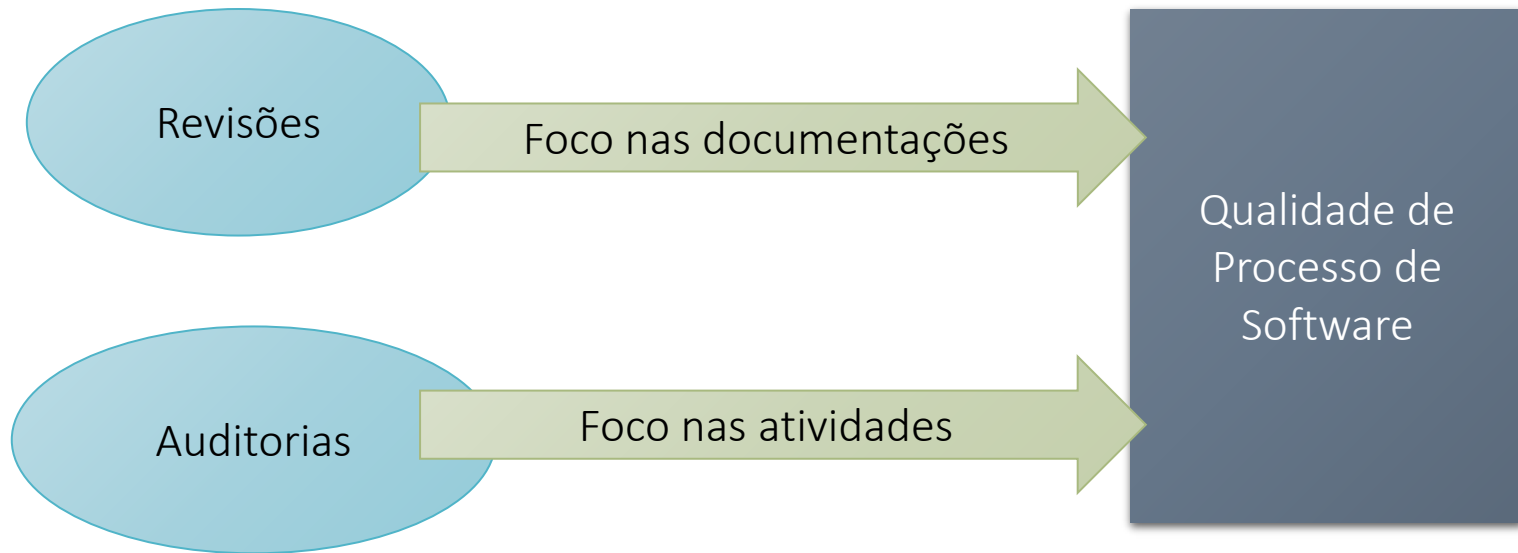 Revisões
Foco nas documentações
Qualidade de
Processo de
Software
Auditorias
Foco nas atividades